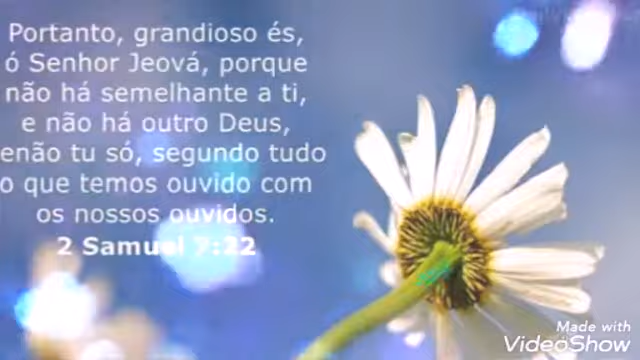 Portanto, grandioso és,
ó Senhor Jeová, porque
não há semelhante a ti,
e não há outro Deus,
enão tu só, segundo tudo
o que temos ouvido com
os nossos ouvidos.
2 Samuel 7:22
Made with
VideoShow